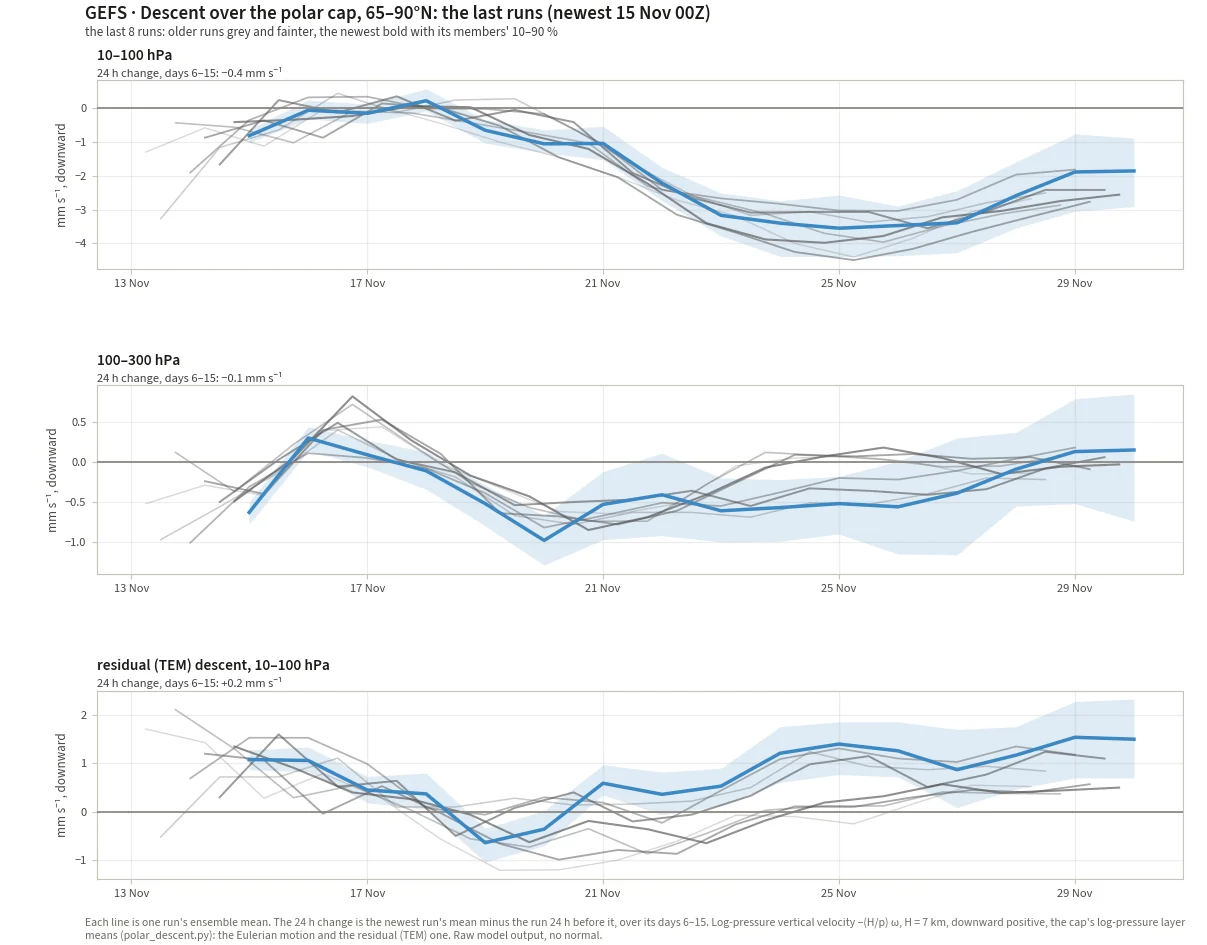 GEFS · Descent over the polar cap, 65–90°N: the last runs (newest 15 Nov 00Z)
the last 8 runs: older runs grey and fainter, the newest bold with its members' 10–90 %
10–100 hPa
24 h change, days 6–15: −0.4 mm s⁻¹
0
−1
−2
−3
−4
mm s⁻¹, downward
13 Nov
17 Nov
21 Nov
25 Nov
29 Nov
100–300 hPa
24 h change, days 6–15: −0.1 mm s⁻¹
0.5
0.0
−0.5
−1.0
mm s⁻¹, downward
13 Nov
17 Nov
21 Nov
25 Nov
29 Nov
residual (TEM) descent, 10–100 hPa
24 h change, days 6–15: +0.2 mm s⁻¹
2
1
0
−1
mm s⁻¹, downward
13 Nov
17 Nov
21 Nov
25 Nov
29 Nov
Each line is one run's ensemble mean. The 24 h change is the newest run's mean minus the run 24 h before it, over its days 6–15. Log-pressure vertical velocity −(H/p) ω, H = 7 km, downward positive, the cap's log-pressure layer
means (polar_descent.py): the Eulerian motion and the residual (TEM) one. Raw model output, no normal.